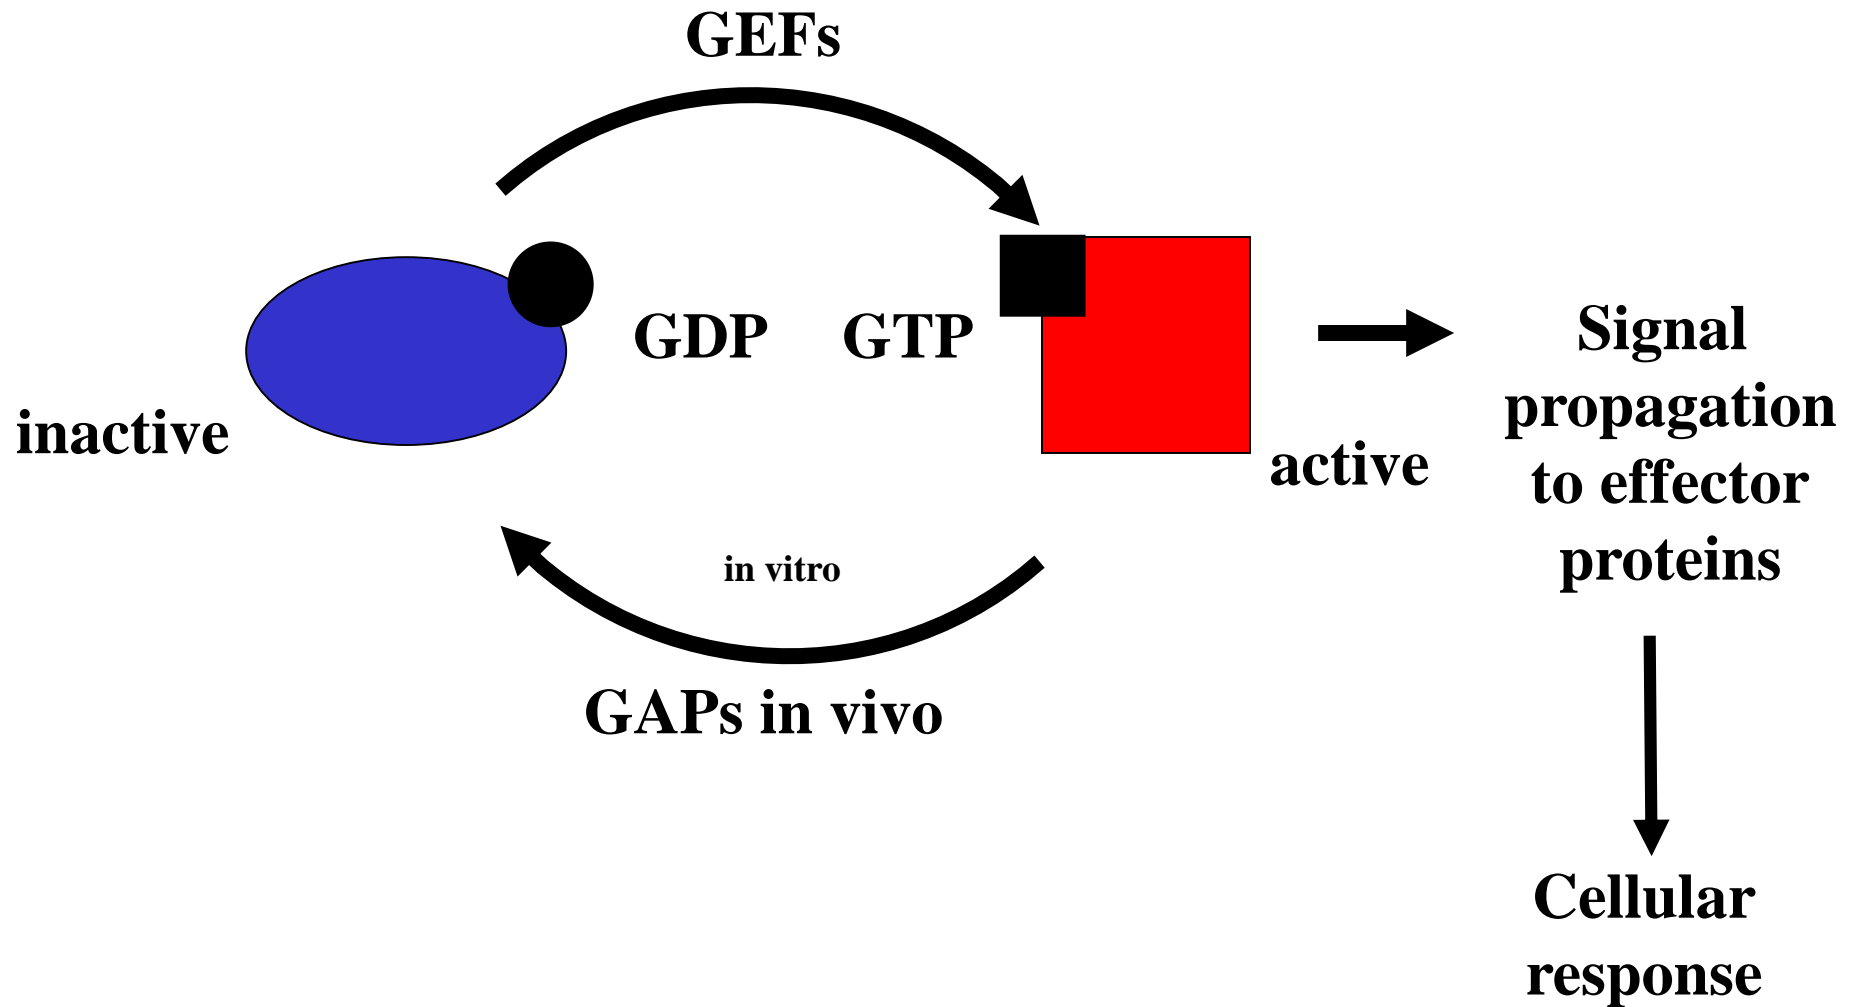 GEFs
GDP
GTP
inactive
active
Signal
propagation
to effector
proteins
in vitro
GAPs in vivo
Cellular
response